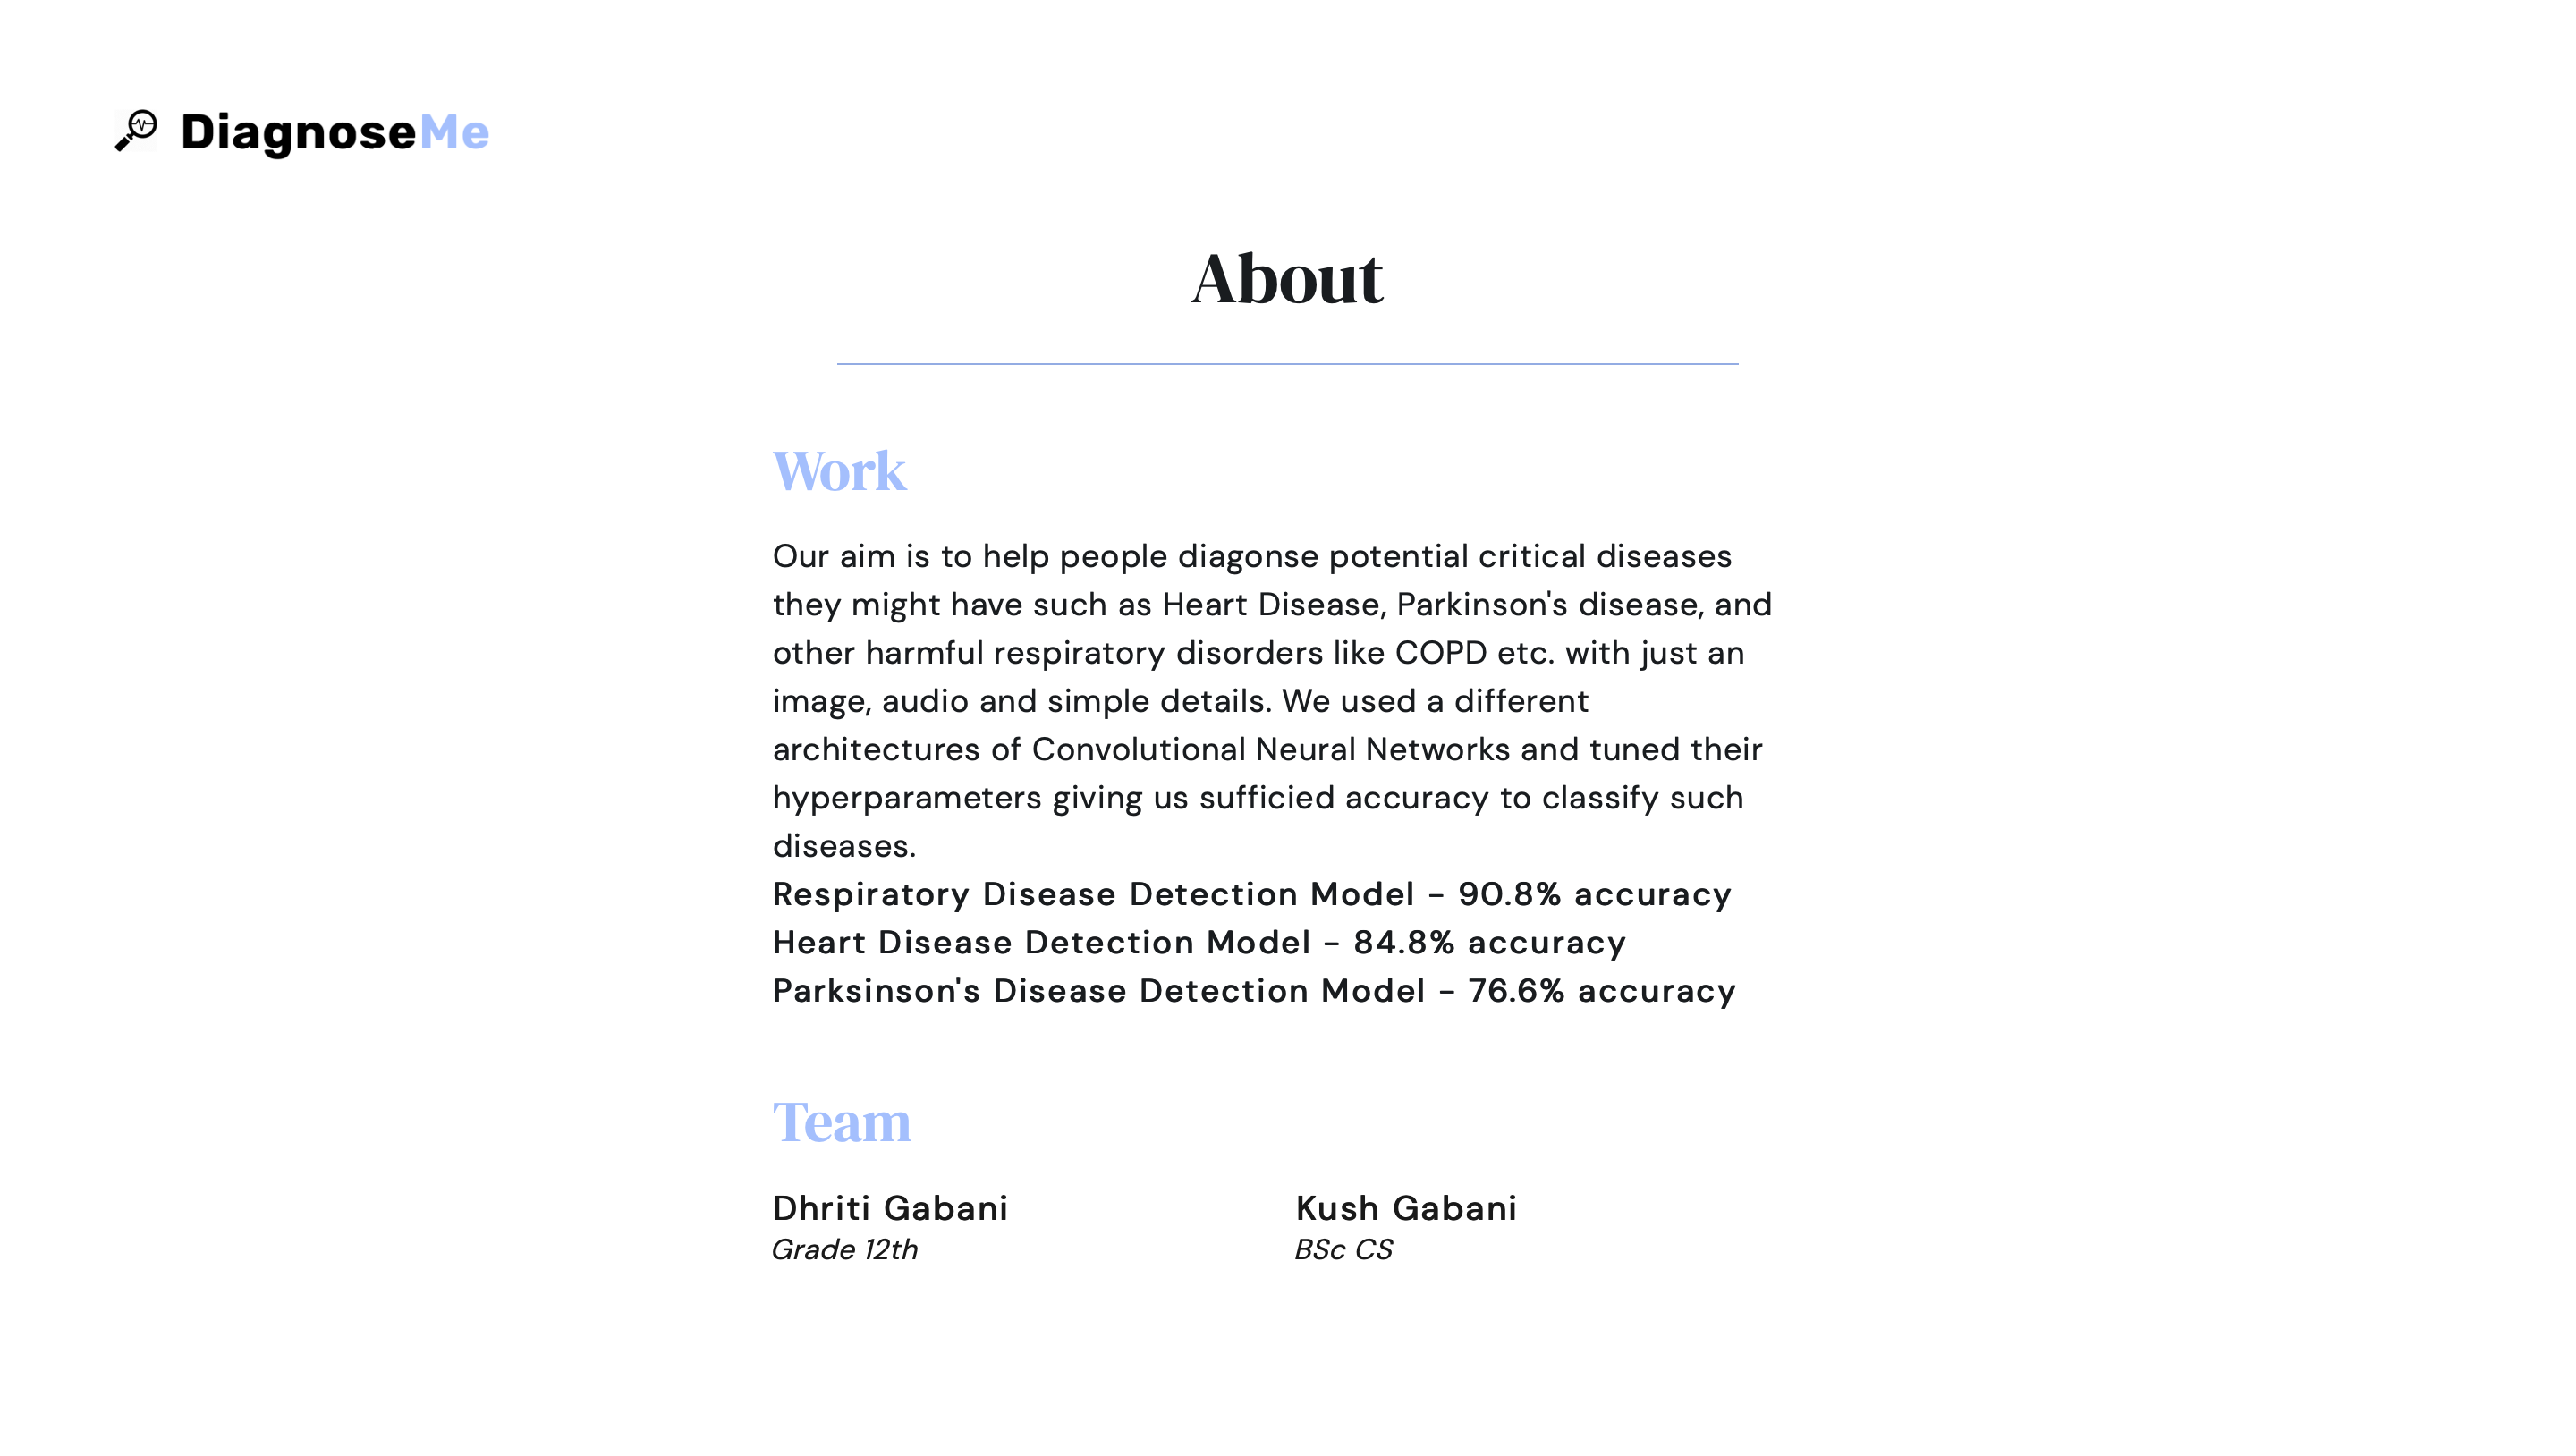 DiagnoseMe
About
Work
Our aim is to help people diagonse potential critical diseases
they might have such as Heart Disease, Parkinson's disease, and
other harmful respiratory disorders like COPD etc. with just an
image, audio and simple details. We used a different
architectures of Convolutional Neural Networks and tuned their
hyperparameters giving us sufficied accuracy to classify such
diseases.
Respiratory Disease Detection Model - 90.8% accuracy
Heart Disease Detection Model - 84.8% accuracy
Parksinson's Disease Detection Model - 76.6% accuracy
Team
Dhriti Gabani
Grade 12th
Kush Gabani
BSc CS